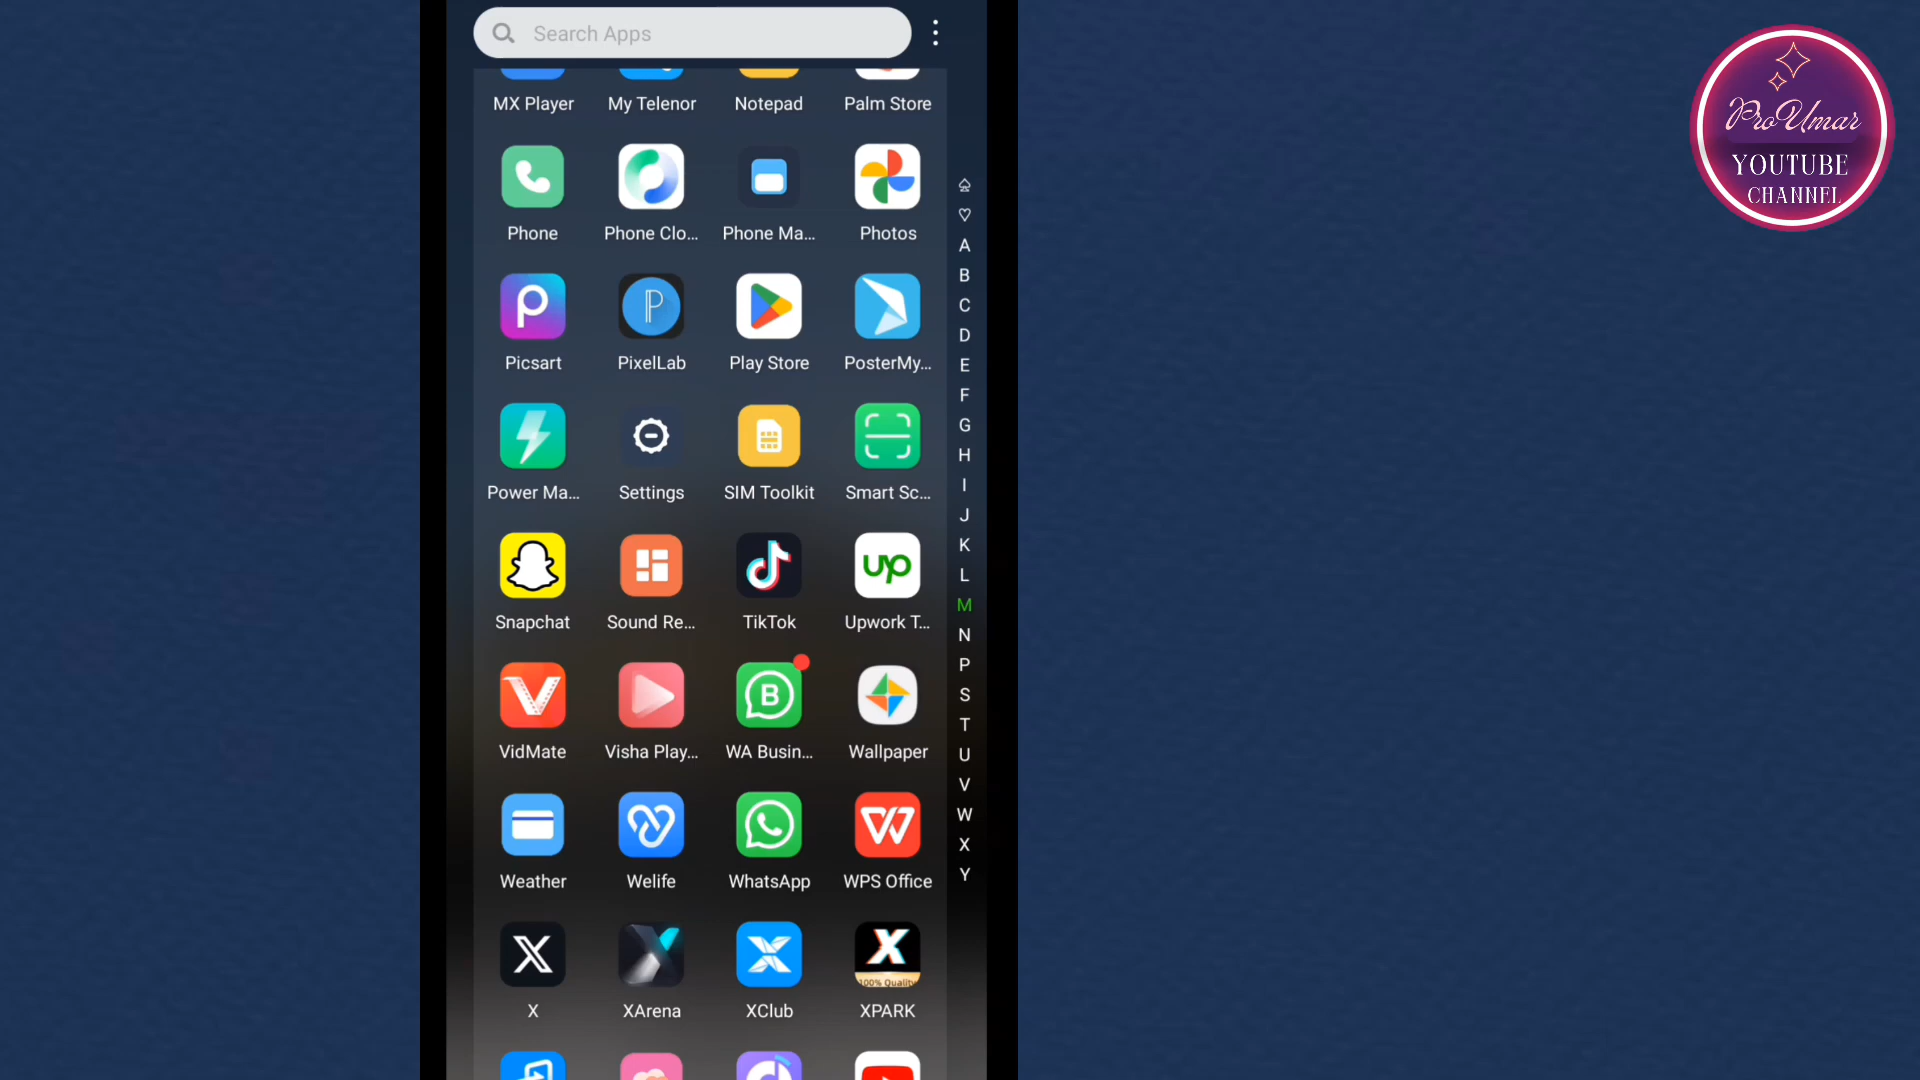 Search Apps
MX Player My Telenor Notepad Palm Store
Phone Phone Clo... Phone Ma... Photos
Picsart PixelLab Play Store PosterMy...
Power Ma... Settings SIM Toolkit Smart Sc...
Snapchat Sound Re... TikTok Upwork T...
VidMate Visha Play... WA Busin... Wallpaper
Weather Welife WhatsApp WPS Office
100% Quality
X XArena XClub XPARK
A
B
C
D
E
F
G
H
I
J
K
L
M
N
P
S
T
U
V
W
X
Y
ProUmar
YOUTUBE
CHANNEL